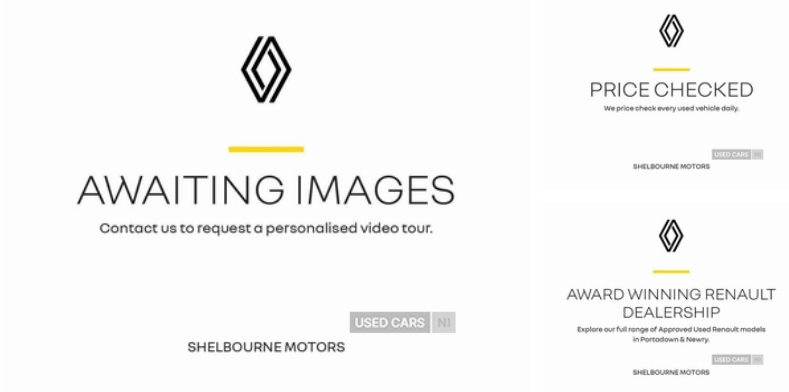 AWAITING IMAGES
Contact us to request a personalised video tour.
USED CARS NI
SHELBOURNE MOTORS
PRICE CHECKED
We price check every used vehicle daily.
USED CARS NI
SHELBOURNE MOTORS
AWARD WINNING RENAULT
DEALERSHIP
Explore our full range of Approved Used Renault models
in Portadown & Newry.
USED CARS NI
SHELBOURNE MOTORS